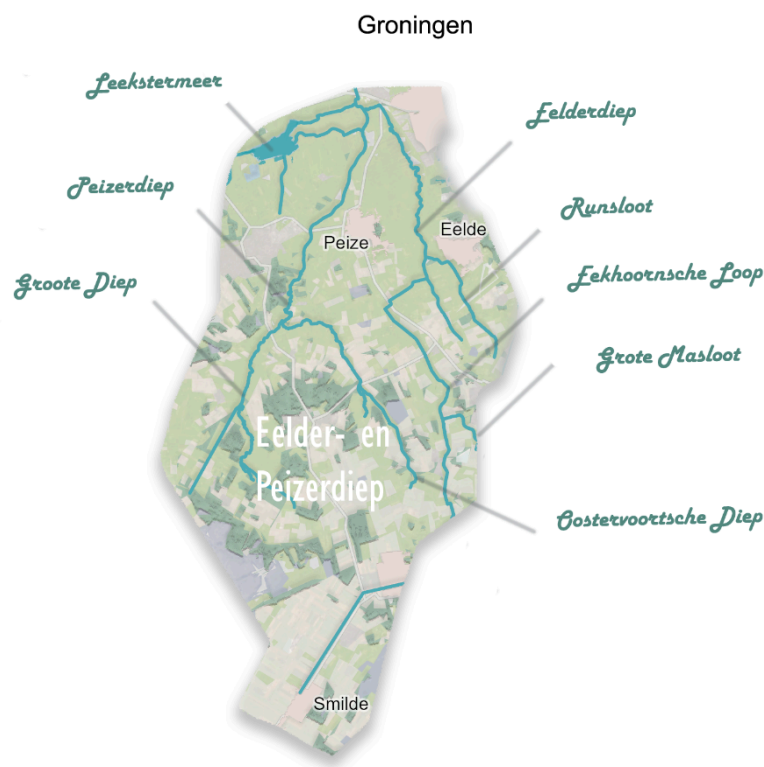 Groningen
Leekstermeer
Eelderdiep
Peizerdiep
Runsloot
Eelde
Peize
Groote Diep
Eekhoornsche Loop
Grote Masloot
Eelder- en
Peizerdiep
Oostervoortsche Diep
Smilde